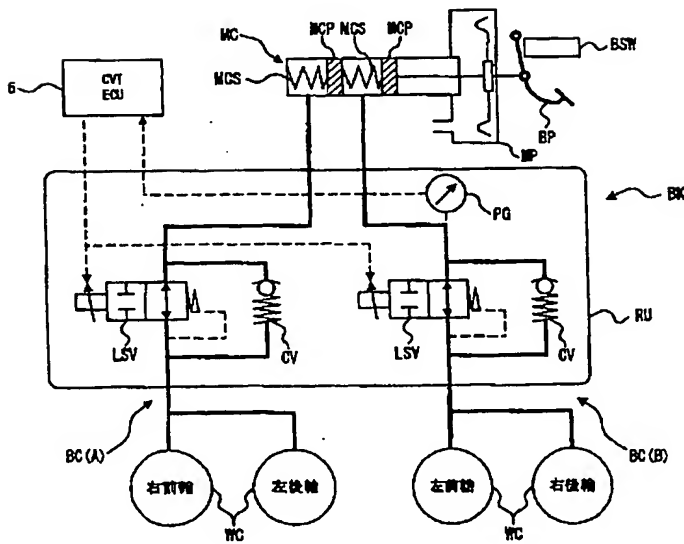 MCP MCS MCP
MC
BSW
MCS
6
CVT
ECU
BP
MP
BK
PG
RU
LSV
CV
LSV
CV
BC(A)
BC(B)
右前輪
左後輪
左前輪
右後輪
WC
WC